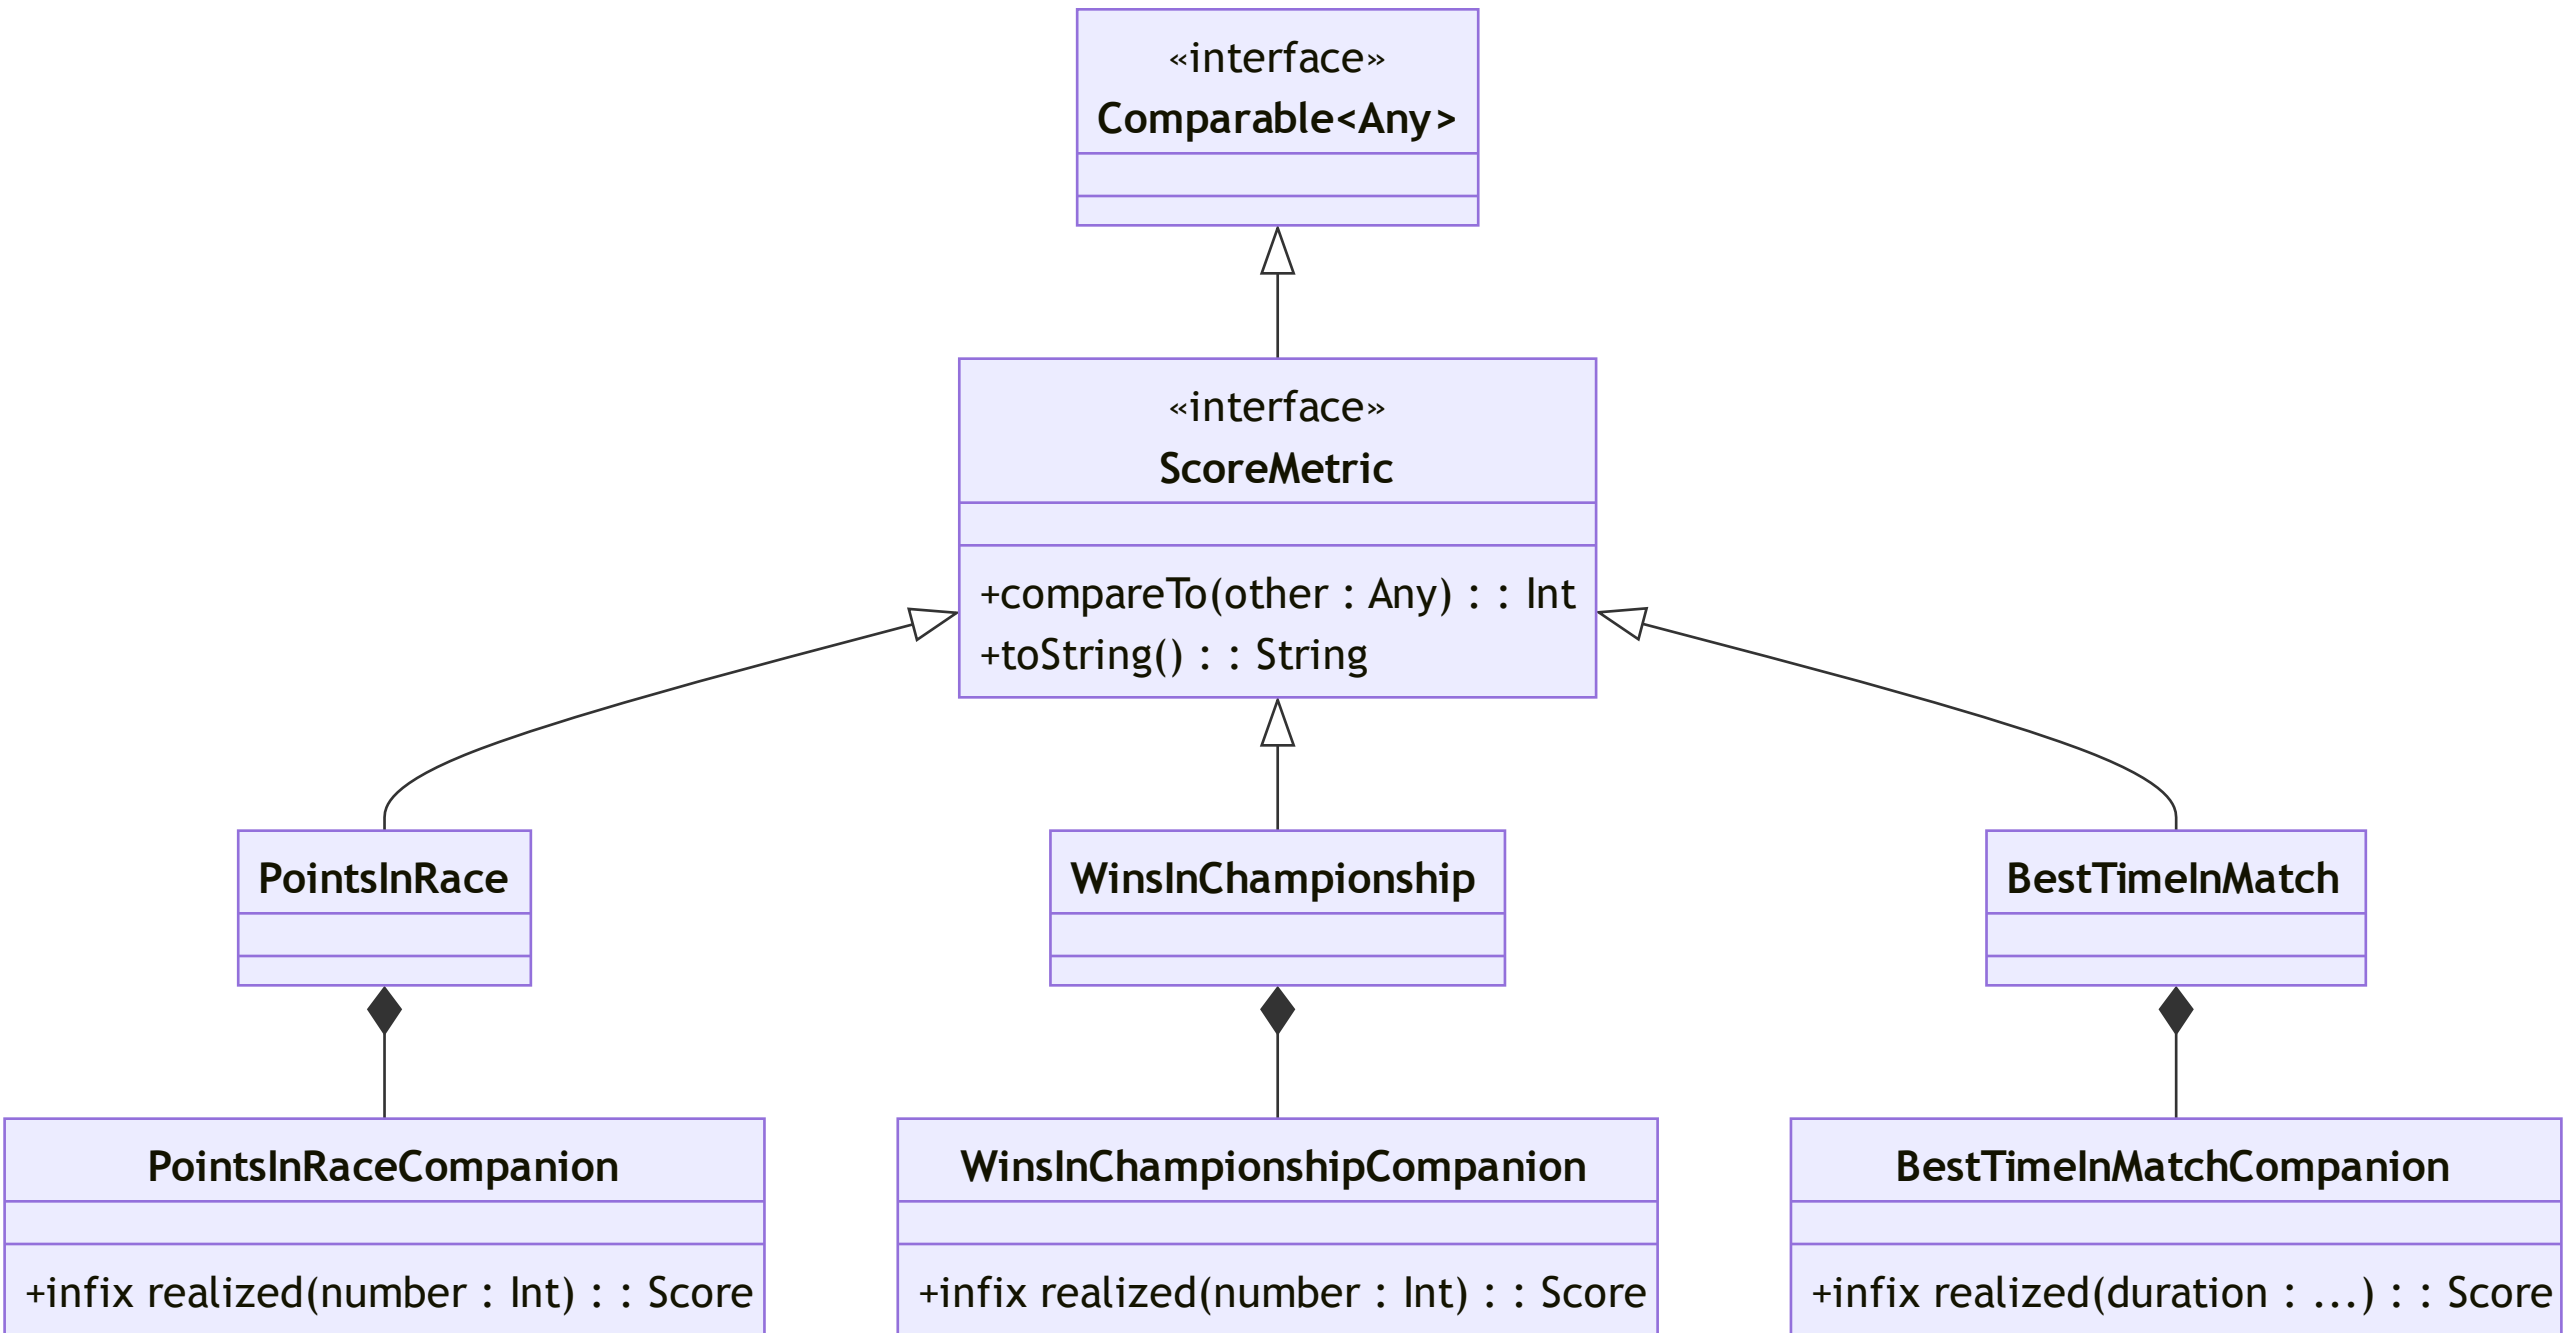 «interface»
Comparable<Any>
«interface»
ScoreMetric
+compareTo(other : Any) : : Int
+toString() : : String
PointsInRace
WinsInChampionship
BestTimeInMatch
PointsInRaceCompanion
WinsInChampionshipCompanion
BestTimeInMatchCompanion
+infix realized(number : Int) : : Score
+infix realized(number : Int) : : Score
+infix realized(duration : ...) : : Score